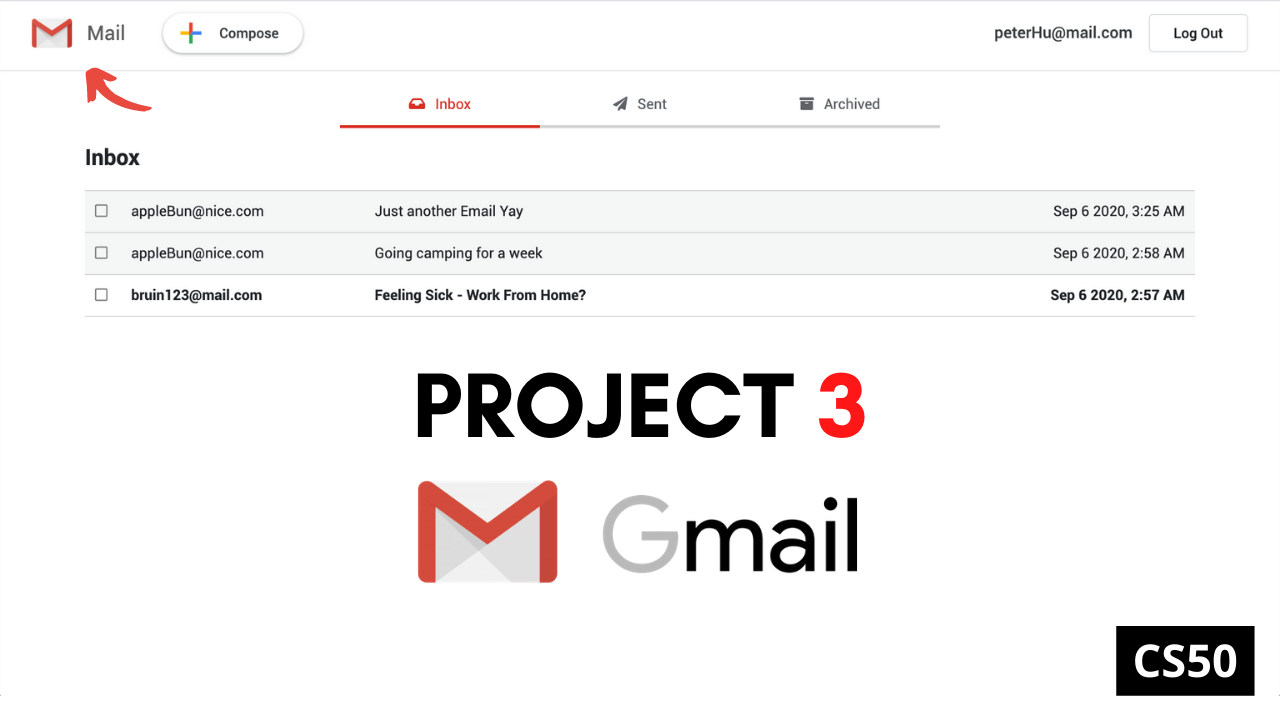 Mail Compose peterHu@mail.com Log Out
Inbox Sent Archived
Inbox
appleBun@nice.com Just another Email Yay Sep 6 2020, 3:25 AM
appleBun@nice.com Going camping for a week Sep 6 2020, 2:58 AM
bruin123@mail.com Feeling Sick - Work From Home? Sep 6 2020, 2:57 AM
PROJECT 3
Gmail
CS50